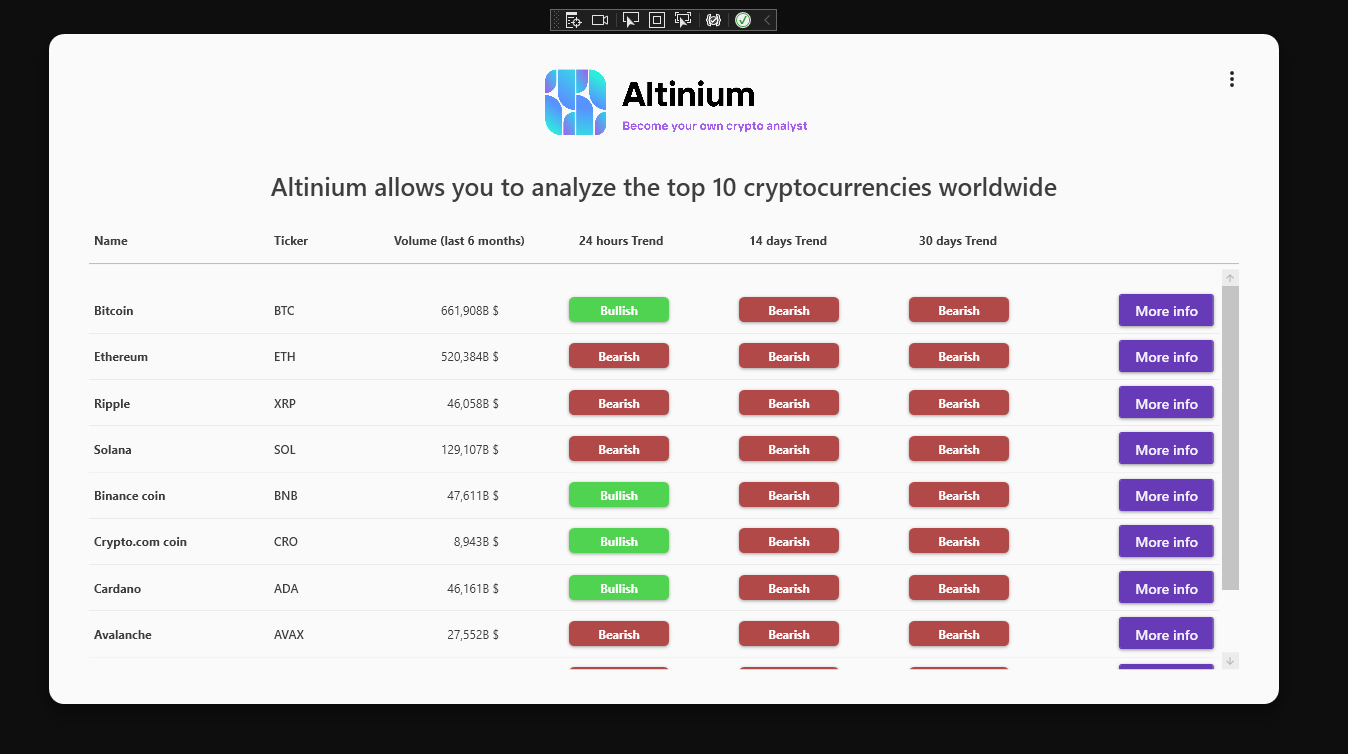 Altinium
Become your own crypto analyst
Altinium allows you to analyze the top 10 cryptocurrencies worldwide
Name Ticker Volume (last 6 months) 24 hours Trend 14 days Trend 30 days Trend
Bitcoin BTC 661,908B $ Bullish Bearish Bearish More info
Ethereum ETH 520,384B $ Bearish Bearish Bearish More info
Ripple XRP 46,058B $ Bearish Bearish Bearish More info
Solana SOL 129,107B $ Bearish Bearish Bearish More info
Binance coin BNB 47,611B $ Bullish Bearish Bearish More info
Crypto.com coin CRO 8,943B $ Bullish Bearish Bearish More info
Cardano ADA 46,161B $ Bullish Bearish Bearish More info
Avalanche AVAX 27,552B $ Bearish Bearish Bearish More info